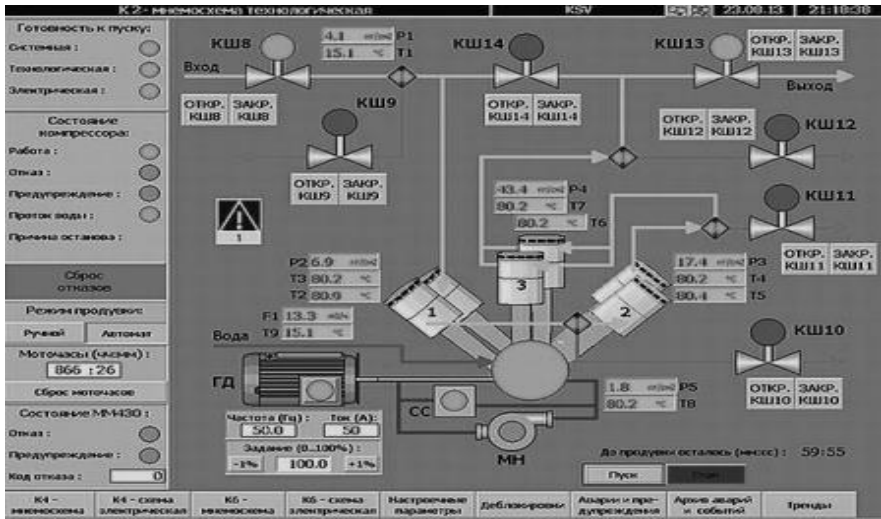 К2- мнемосхема технологическая KSV 23.08.13 21:18:38
Готовность к пуску:
Системная :
Технологическая :
Электрическая :
Состояние
компрессора:
Работа :
Отказ :
Предупреждение :
Проток воды :
Причина останова :
Сброс
отказов
Режим продувки:
Ручной Автомат
Моточасы (чч:мм) :
866 : 26
Сброс моточасов
Состояние ММ430 :
Отказ :
Предупреждение :
Код отказа : 0
КШ8
4.1 P1
15.1 °C T1
Вход
ОТКР. КШ8
ЗАКР. КШ8
КШ9
ОТКР. КШ9
ЗАКР. КШ9
КШ14
ОТКР. КШ14
ЗАКР. КШ14
КШ13
ОТКР. КШ13
ЗАКР. КШ13
Выход
КШ12
ОТКР. КШ12
ЗАКР. КШ12
КШ11
ОТКР. КШ11
ЗАКР. КШ11
КШ10
ОТКР. КШ10
ЗАКР. КШ10
1
43.4 P4
80.2 °C T7
80.2 °C T6
P2 6.9
T3 80.2 °C
T2 80.9 °C
17.4 P3
80.2 °C T4
80.4 °C T5
1
3
2
F1 13.3
T9 15.1 °C
Вода
ГД
СС
МН
1.8 P5
80.2 °C T8
Частота (Гц) : Ток (А):
50.0 50
Задание (0..100%) :
-1% 100.0 +1%
До продувки осталось (мм:сс) : 59:55
Пуск
К4 - мнемосхема
К4 - схема электрическая
К6 - мнемосхема
К6 - схема электрическая
Настроечные параметры
Деблокировки
Аварии и пре-
дупреждения
Архив аварий и событий
Тренды